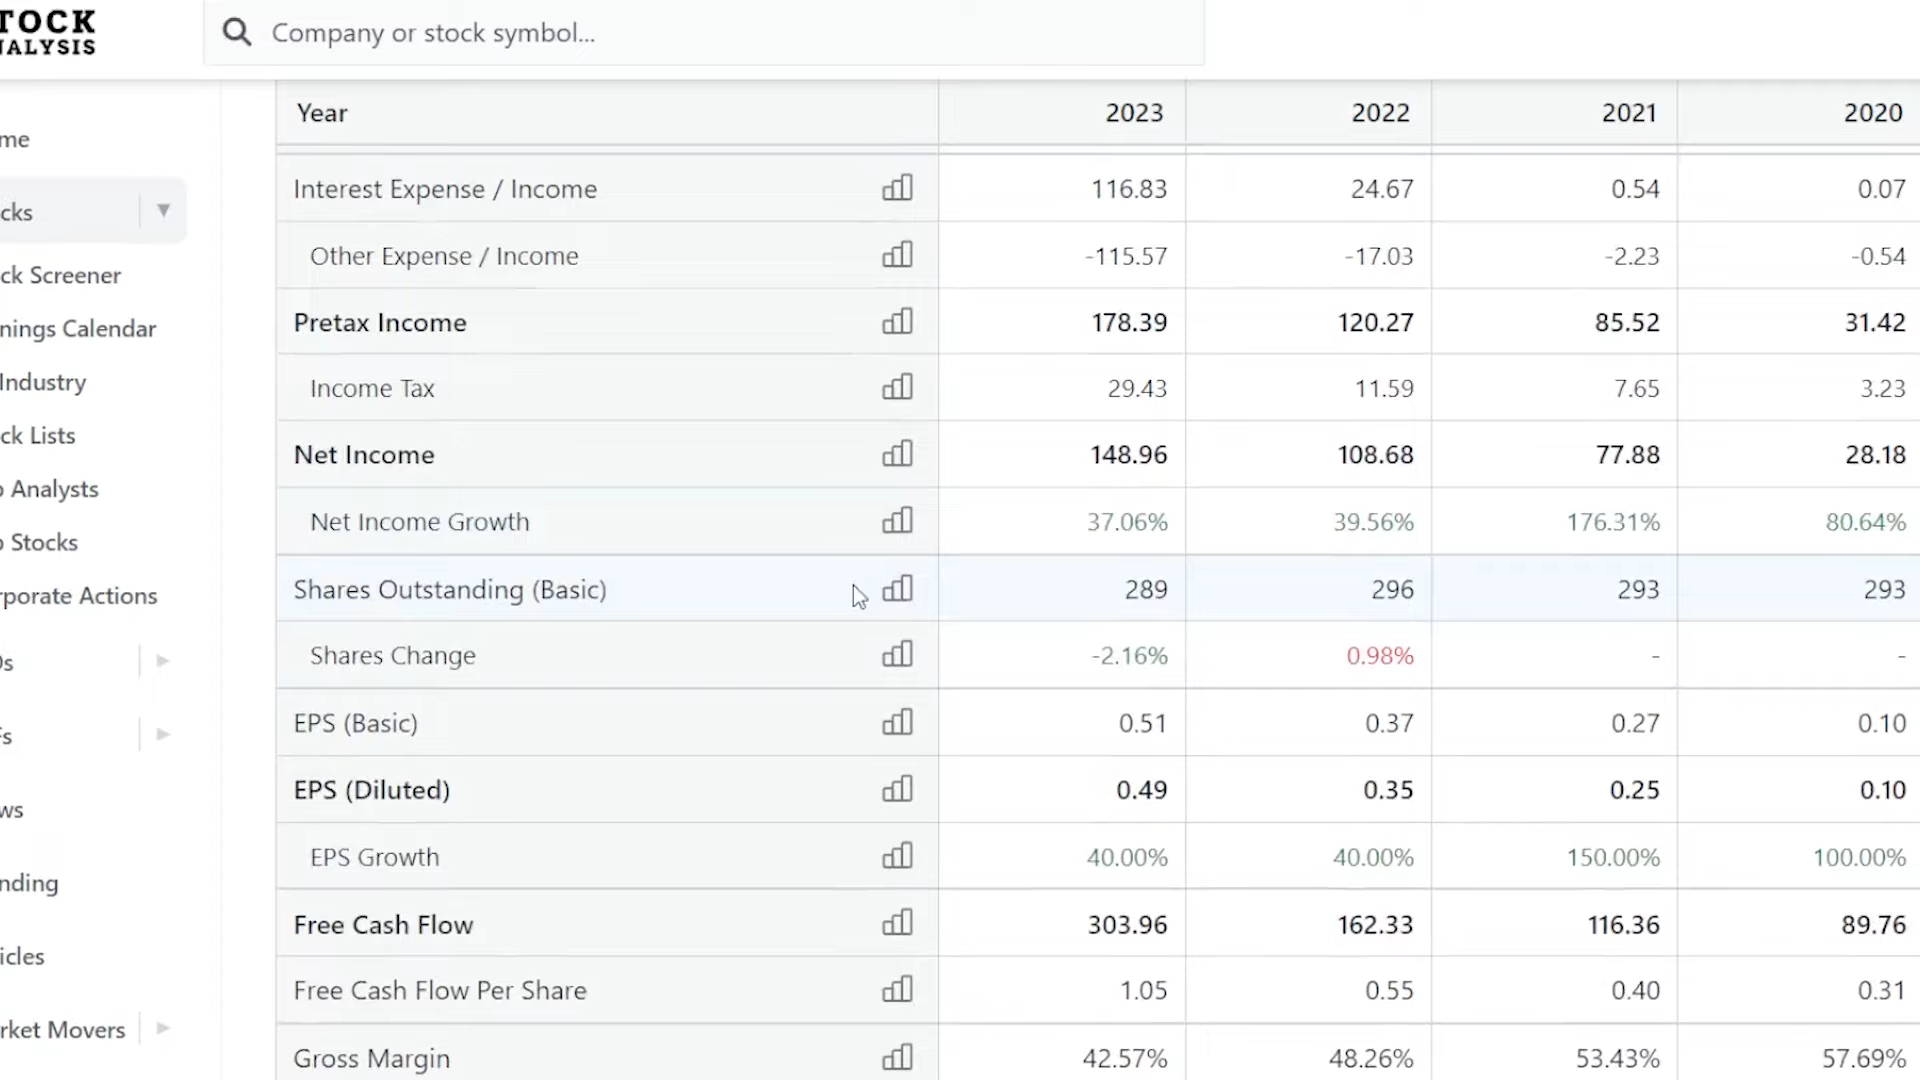 TOCK
NALYSIS
Company or stock symbol...
me
cks
ck Screener
nings Calendar
Industry
ck Lists
Analysts
Stocks
rporate Actions
Os
Fs
ws
nding
icles
rket Movers
Year 2023 2022 2021 2020
Interest Expense / Income 116.83 24.67 0.54 0.07
Other Expense / Income -115.57 -17.03 -2.23 -0.54
Pretax Income 178.39 120.27 85.52 31.42
Income Tax 29.43 11.59 7.65 3.23
Net Income 148.96 108.68 77.88 28.18
Net Income Growth 37.06% 39.56% 176.31% 80.64%
Shares Outstanding (Basic) 289 296 293 293
Shares Change -2.16% 0.98% - -
EPS (Basic) 0.51 0.37 0.27 0.10
EPS (Diluted) 0.49 0.35 0.25 0.10
EPS Growth 40.00% 40.00% 150.00% 100.00%
Free Cash Flow 303.96 162.33 116.36 89.76
Free Cash Flow Per Share 1.05 0.55 0.40 0.31
Gross Margin 42.57% 48.26% 53.43% 57.69%